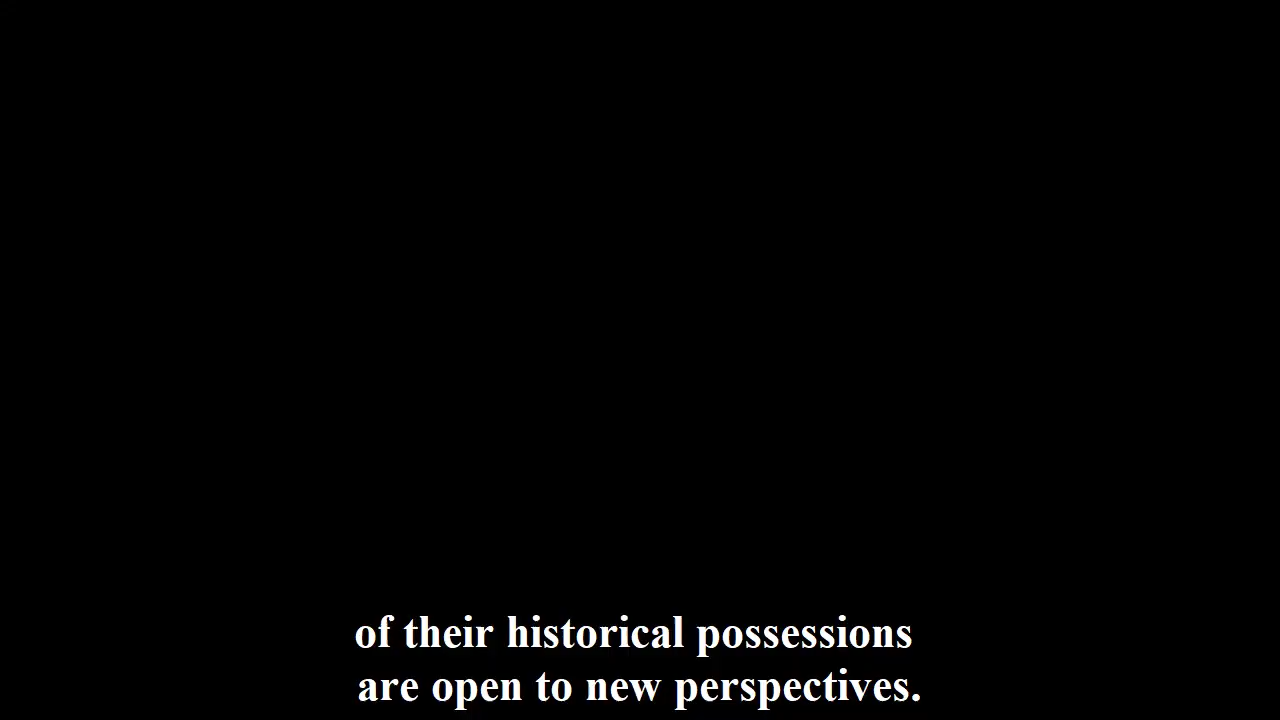 of their historical possessions
are open to new perspectives.